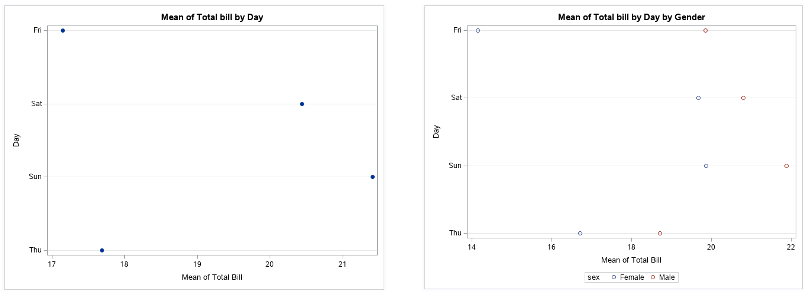 Mean of Total bill by Day
Fri
Sat
Sun
Thu
Day
17 18 19 20 21
Mean of Total Bill
Mean of Total bill by Day by Gender
Fri
Sat
Sun
Thu
Day
14 16 18 20 22
Mean of Total Bill
sex Female Male